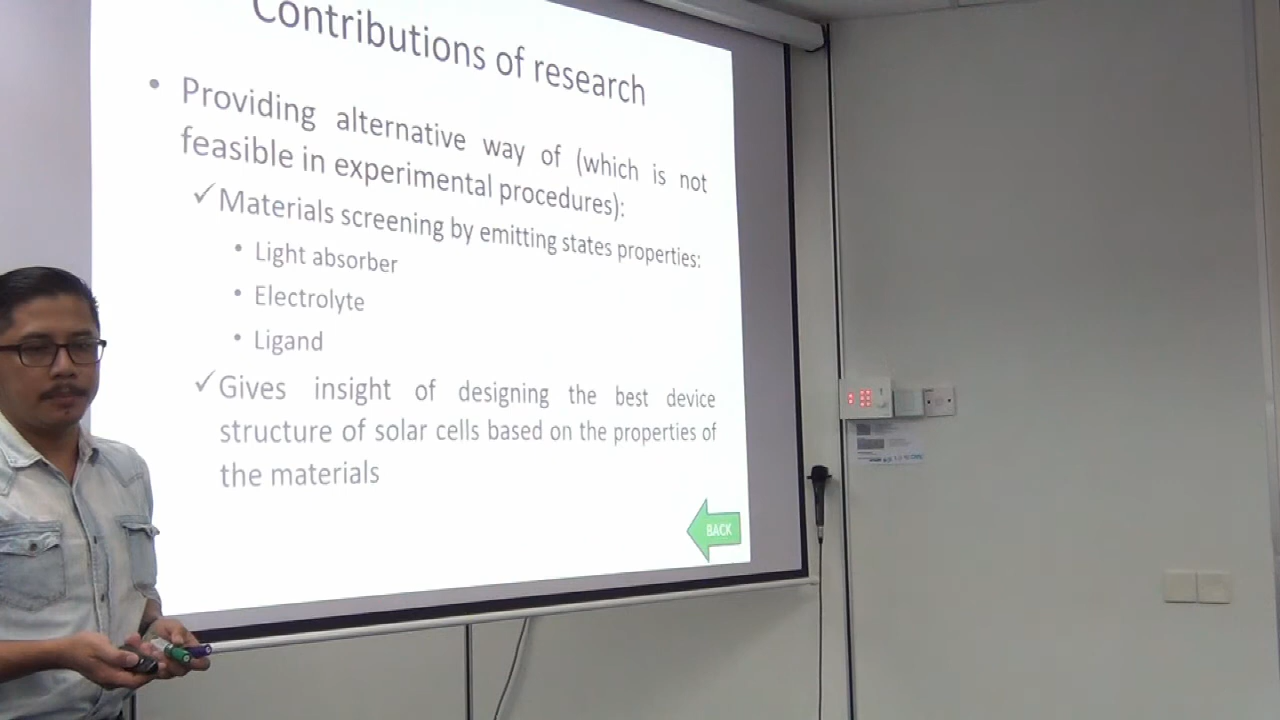 Contributions of research
• Providing alternative way of (which is not
feasible in experimental procedures):
✓ Materials screening by emitting states properties:
• Light absorber
• Electrolyte
• Ligand
✓ Gives insight of designing the best device
structure of solar cells based on the properties of
the materials
BACK